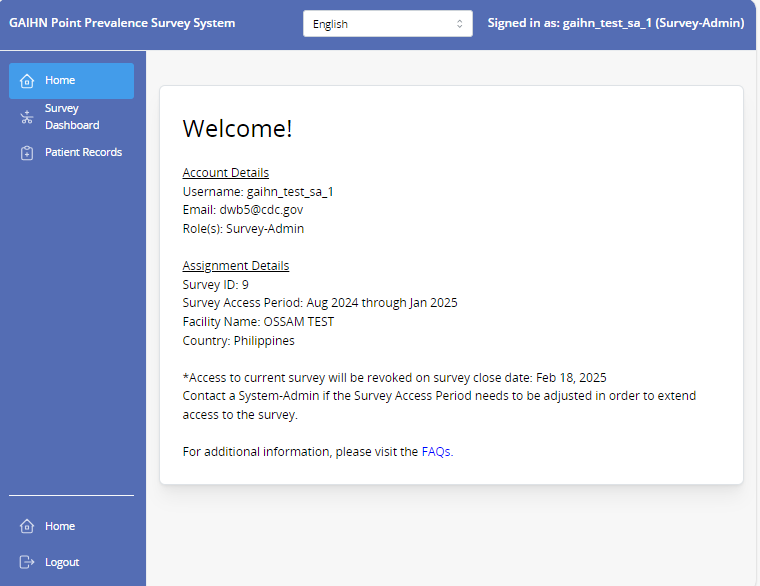 GAIHN Point Prevalence Survey System
English
Signed in as: gaihn_test_sa_1 (Survey-Admin)
Home
Survey
Dashboard
Patient Records
Welcome!
Account Details
Username: gaihn_test_sa_1
Email: dwb5@cdc.gov
Role(s): Survey-Admin
Assignment Details
Survey ID: 9
Survey Access Period: Aug 2024 through Jan 2025
Facility Name: OSSAM TEST
Country: Philippines
*Access to current survey will be revoked on survey close date: Feb 18, 2025
Contact a System-Admin if the Survey Access Period needs to be adjusted in order to extend
access to the survey.
For additional information, please visit the FAQs.
Home
Logout